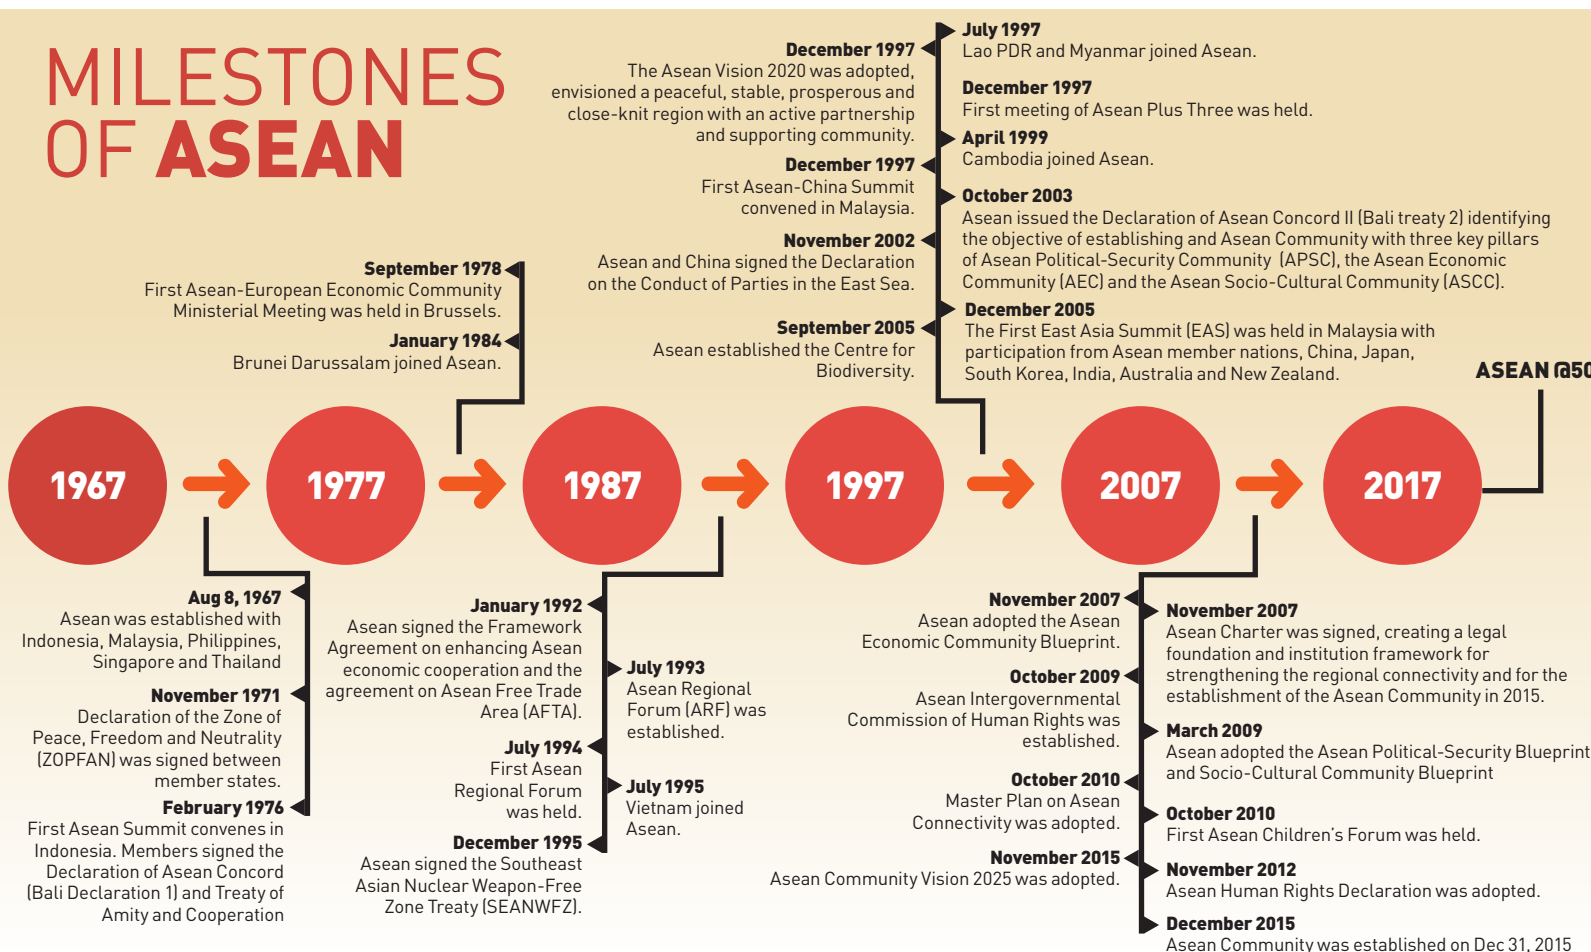 MILESTONES
OF ASEAN
September 1978
First Asean-European Economic Community
Ministerial Meeting was held in Brussels.
January 1984
Brunei Darussalam joined Asean.
December 1997
The Asean Vision 2020 was adopted,
envisioned a peaceful, stable, prosperous and
close-knit region with an active partnership
and supporting community.
December 1997
First Asean-China Summit
convened in Malaysia.
November 2002
Asean and China signed the Declaration
on the Conduct of Parties in the East Sea.
September 2005
Asean established the Centre for
Biodiversity.
July 1997
Lao PDR and Myanmar joined Asean.
December 1997
First meeting of Asean Plus Three was held.
April 1999
Cambodia joined Asean.
October 2003
Asean issued the Declaration of Asean Concord II (Bali treaty 2) identifying
the objective of establishing and Asean Community with three key pillars
of Asean Political-Security Community (APSC), the Asean Economic
Community (AEC) and the Asean Socio-Cultural Community (ASCC).
December 2005
The First East Asia Summit (EAS) was held in Malaysia with
participation from Asean member nations, China, Japan,
South Korea, India, Australia and New Zealand.
ASEAN @50
1967
1977
1987
1997
2007
2017
Aug 8, 1967
Asean was established with
Indonesia, Malaysia, Philippines,
Singapore and Thailand
November 1971
Declaration of the Zone of
Peace, Freedom and Neutrality
(ZOPFAN) was signed between
member states.
February 1976
First Asean Summit convenes in
Indonesia. Members signed the
Declaration of Asean Concord
(Bali Declaration 1) and Treaty of
Amity and Cooperation
January 1992
Asean signed the Framework
Agreement on enhancing Asean
economic cooperation and the
agreement on Asean Free Trade
Area (AFTA).
July 1994
First Asean
Regional Forum
was held.
December 1995
Asean signed the Southeast
Asian Nuclear Weapon-Free
Zone Treaty (SEANWFZ).
July 1993
Asean Regional
Forum (ARF) was
established.
July 1995
Vietnam joined
Asean.
November 2007
Asean adopted the Asean
Economic Community Blueprint.
October 2009
Asean Intergovernmental
Commission of Human Rights was
established.
October 2010
Master Plan on Asean
Connectivity was adopted.
November 2015
Asean Community Vision 2025 was adopted.
November 2007
Asean Charter was signed, creating a legal
foundation and institution framework for
strengthening the regional connectivity and for the
establishment of the Asean Community in 2015.
March 2009
Asean adopted the Asean Political-Security Blueprint
and Socio-Cultural Community Blueprint
October 2010
First Asean Children's Forum was held.
November 2012
Asean Human Rights Declaration was adopted.
December 2015
Asean Community was established on Dec 31, 2015